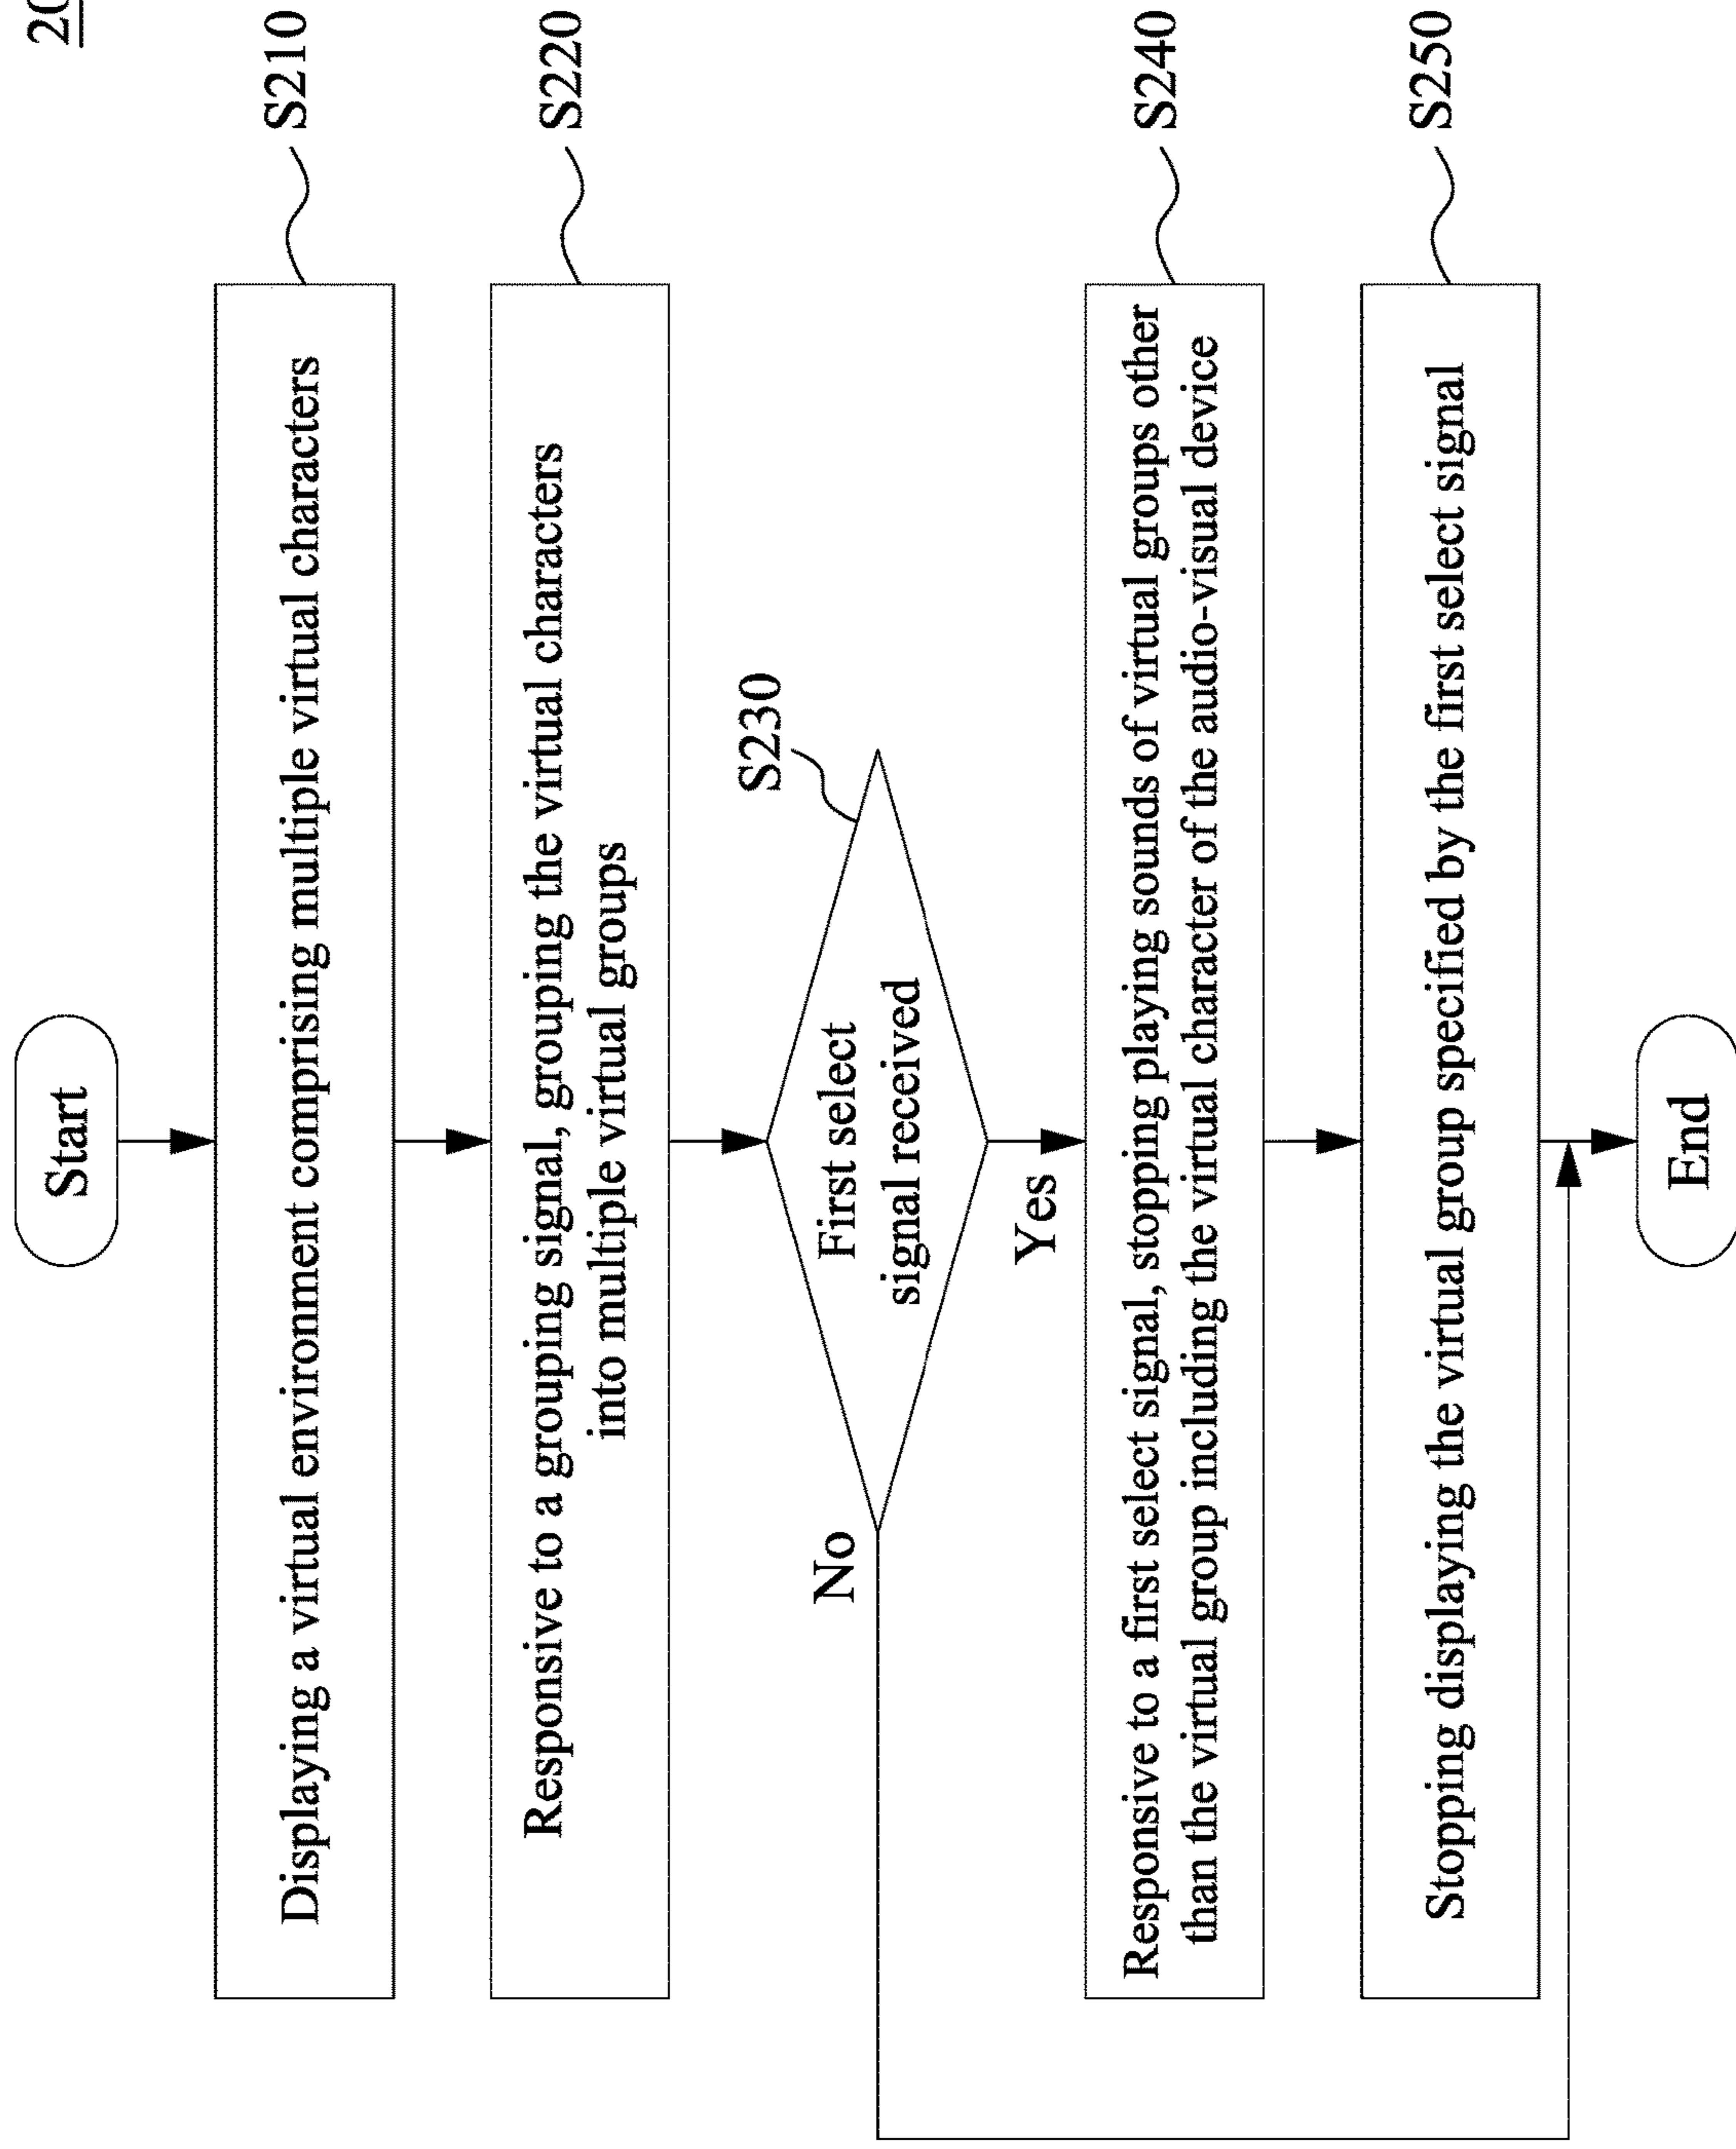 Start
Displaying a virtual environment comprising multiple virtual characters
S210
Responsive to a grouping signal, grouping the virtual characters
into multiple virtual groups
S220
First select
signal received
S230
No
Yes
Responsive to a first select signal, stopping playing sounds of virtual groups other
than the virtual group including the virtual character of the audio-visual device
S240
Stopping displaying the virtual group specified by the first select signal
S250
End